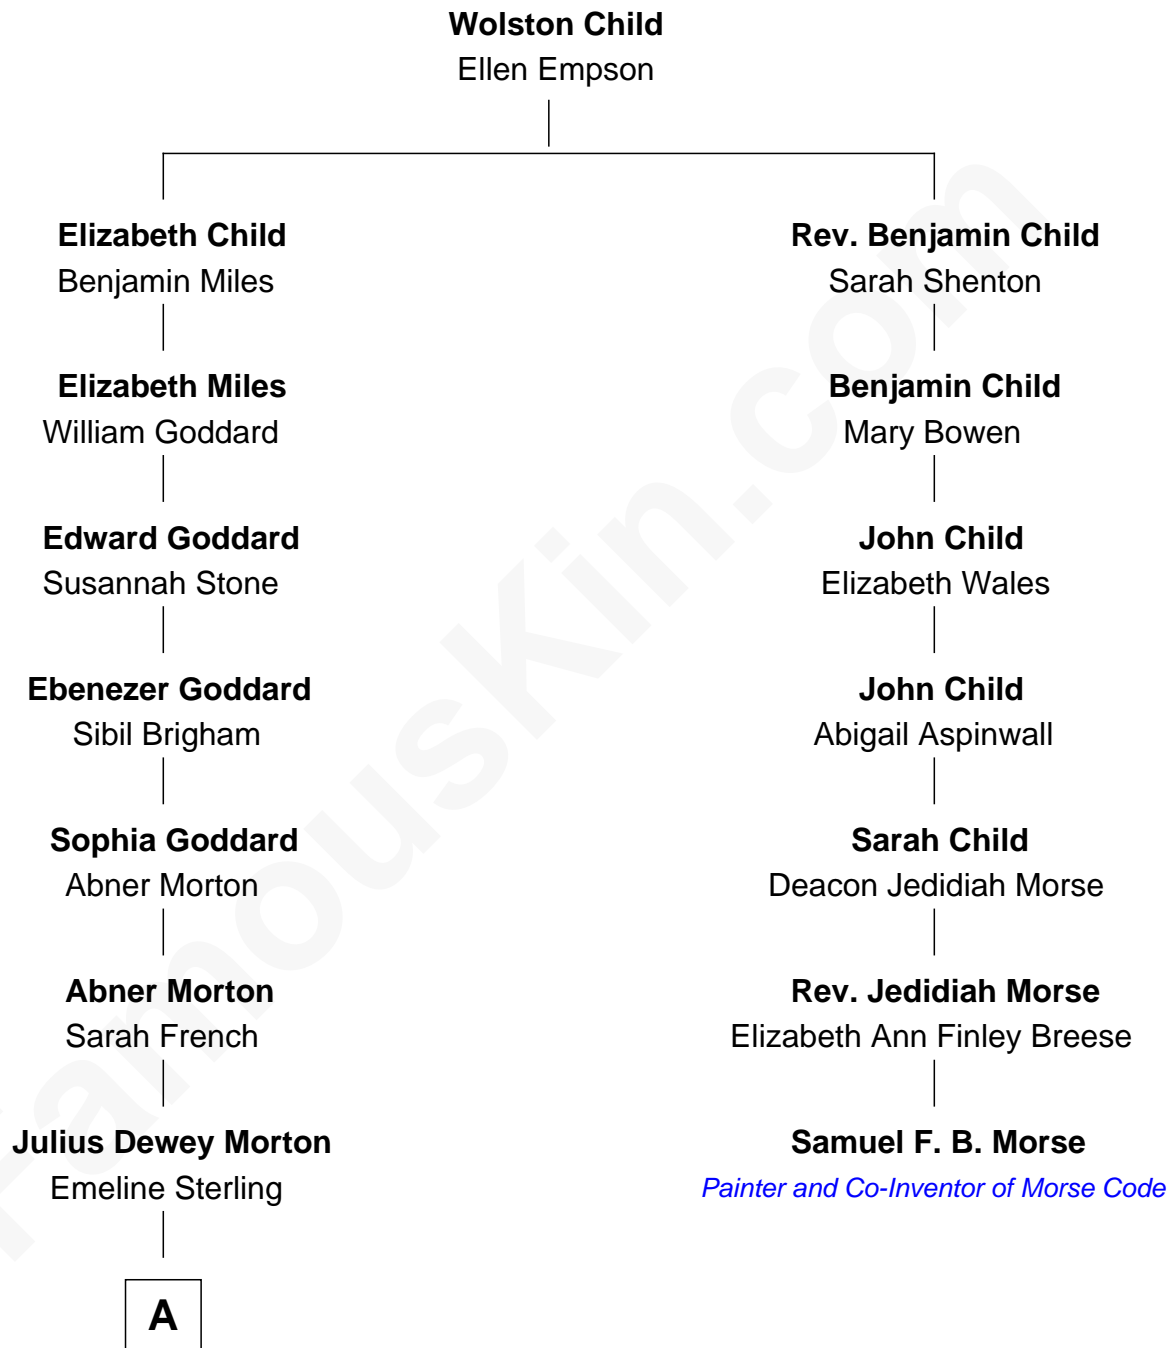 Wolston Child
Ellen Empson
Elizabeth Child
Benjamin Miles
Rev. Benjamin Child
Sarah Shenton
Elizabeth Miles
William Goddard
Benjamin Child
Mary Bowen
Edward Goddard
Susannah Stone
John Child
Elizabeth Wales
Ebenezer Goddard
Sibil Brigham
John Child
Abigail Aspinwall
Sophia Goddard
Abner Morton
Sarah Child
Deacon Jedidiah Morse
Abner Morton
Sarah French
Rev. Jedidiah Morse
Elizabeth Ann Finley Breese
Julius Dewey Morton
Emeline Sterling
Samuel F. B. Morse
Painter and Co-Inventor of Morse Code
A
FamousKin.com